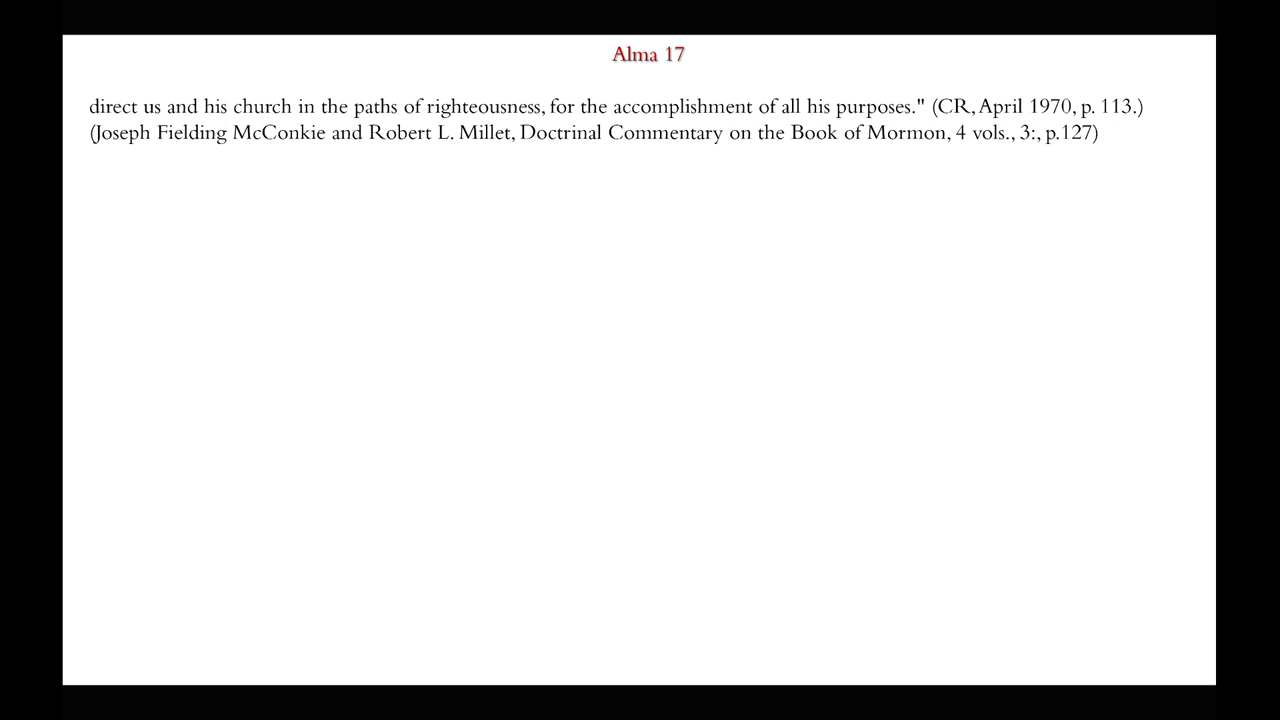 Alma 17
direct us and his church in the paths of righteousness, for the accomplishment of all his purposes." (CR, April 1970, p. 113.)
(Joseph Fielding McConkie and Robert L. Millet, Doctrinal Commentary on the Book of Mormon, 4 vols., 3:, p.127)